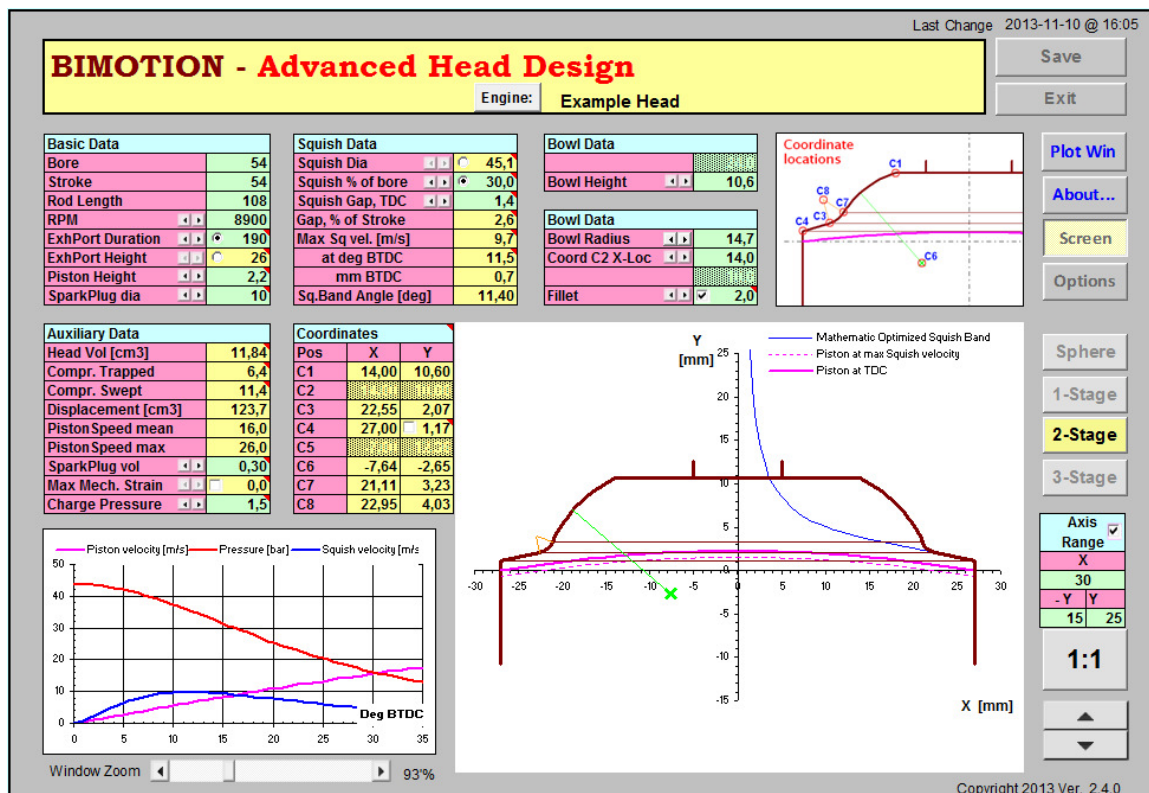 Last Change 2013-11-10 @ 16:05
BIMOTION - Advanced Head Design
Engine: Example Head
Save
Exit
Basic Data
Bore 54
Stroke 54
Rod Length 108
RPM 8900
ExhPort Duration 190
ExhPort Height 26
Piston Height 2,2
SparkPlug dia 10
Squish Data
Squish Dia 45,1
Squish % of bore 30,0
Squish Gap, TDC 1,4
Gap, % of Stroke 2,6
Max Sq vel. [m/s] 9,7
at deg BTDC 11,5
mm BTDC 0,7
Sq.Band Angle [deg] 11,40
Bowl Data
Bowl Height 10,6
Bowl Data
Bowl Radius 14,7
Coord C2 X-Loc 14,0
Fillet 2,0
Coordinate
locations
C1
C8
C7
C4 C3
C6
Plot Win
About...
Screen
Options
Auxiliary Data
Head Vol [cm3] 11,84
Compr. Trapped 6,4
Compr. Swept 11,4
Displacement [cm3] 123,7
PistonSpeed mean 16,0
PistonSpeed max 26,0
SparkPlug vol 0,30
Max Mech. Strain 0,0
Charge Pressure 1,5
Coordinates
Pos X Y
C1 14,00 10,60
C2
C3 22,55 2,07
C4 27,00 1,17
C5
C6 -7,64 -2,65
C7 21,11 3,23
C8 22,95 4,03
Y
[mm]
Mathematic Optimized Squish Band
Piston at max Squish velocity
Piston at TDC
25
20
15
10
5
0
-30 -25 -20 -15 -10 -5 0 5 10 15 20 25 30
-5
-10
-15
X [mm]
Sphere
1-Stage
2-Stage
3-Stage
Axis
Range
X
30
- Y Y
15 25
1:1
Piston velocity [m/s] Pressure [bar] Squish velocity [m/s
50
40
30
20
10
0
Deg BTDC
0 5 10 15 20 25 30 35
Window Zoom 93'%
Copyright 2013 Ver. 2.4.0